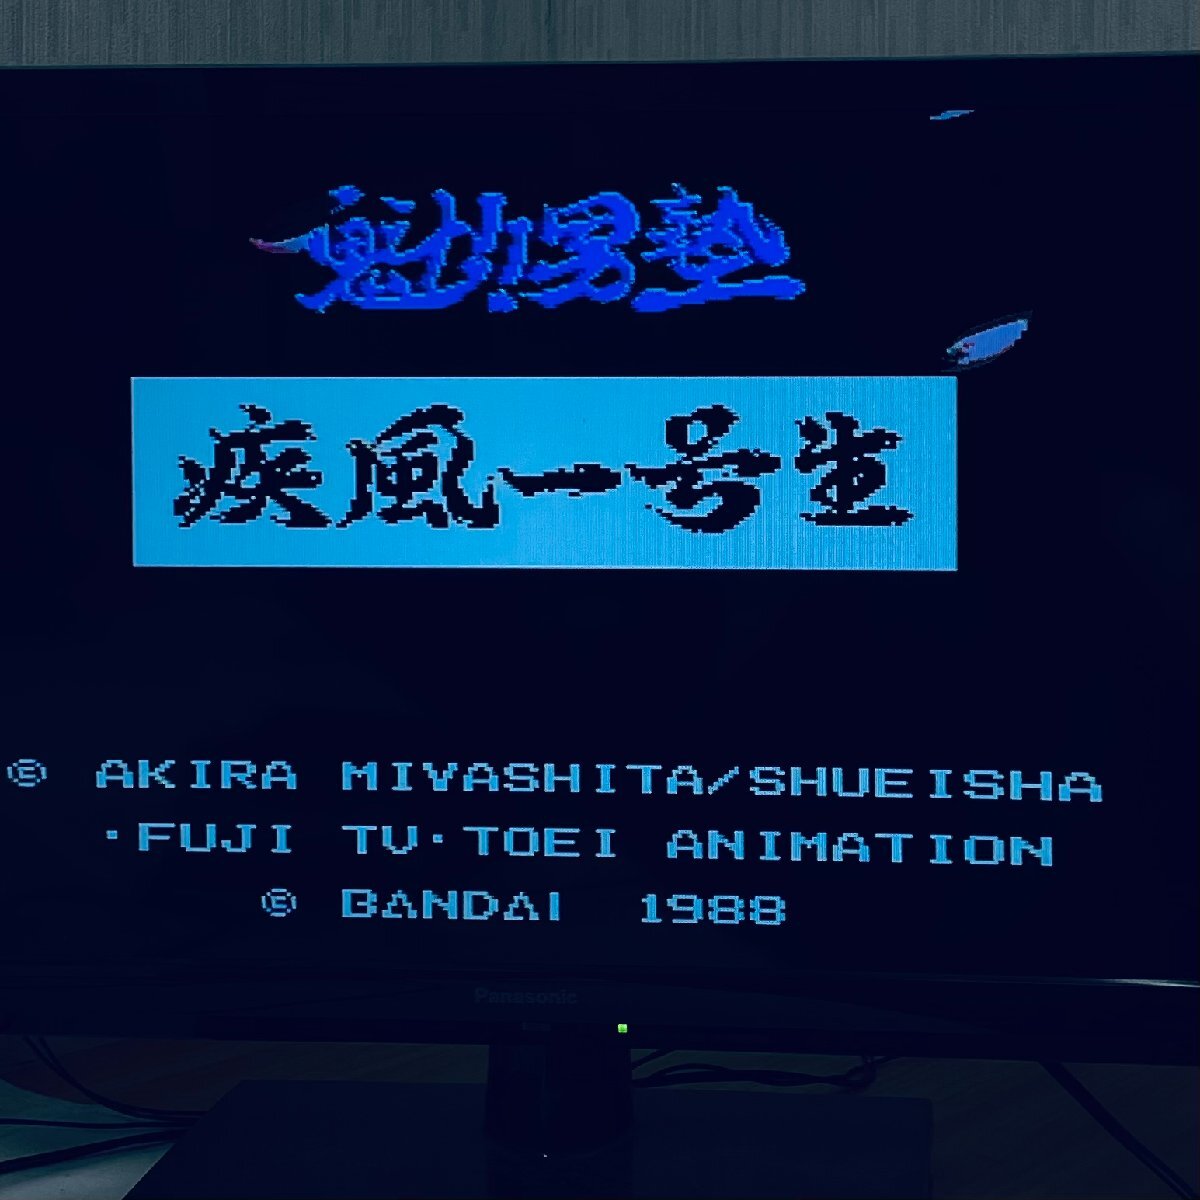 魁!!男塾
疾風一号生
© AKIRA MIYASHITA/SHUEISHA
・FUJI TV・TOEI ANIMATION
© BANDAI 1988
Panasonic